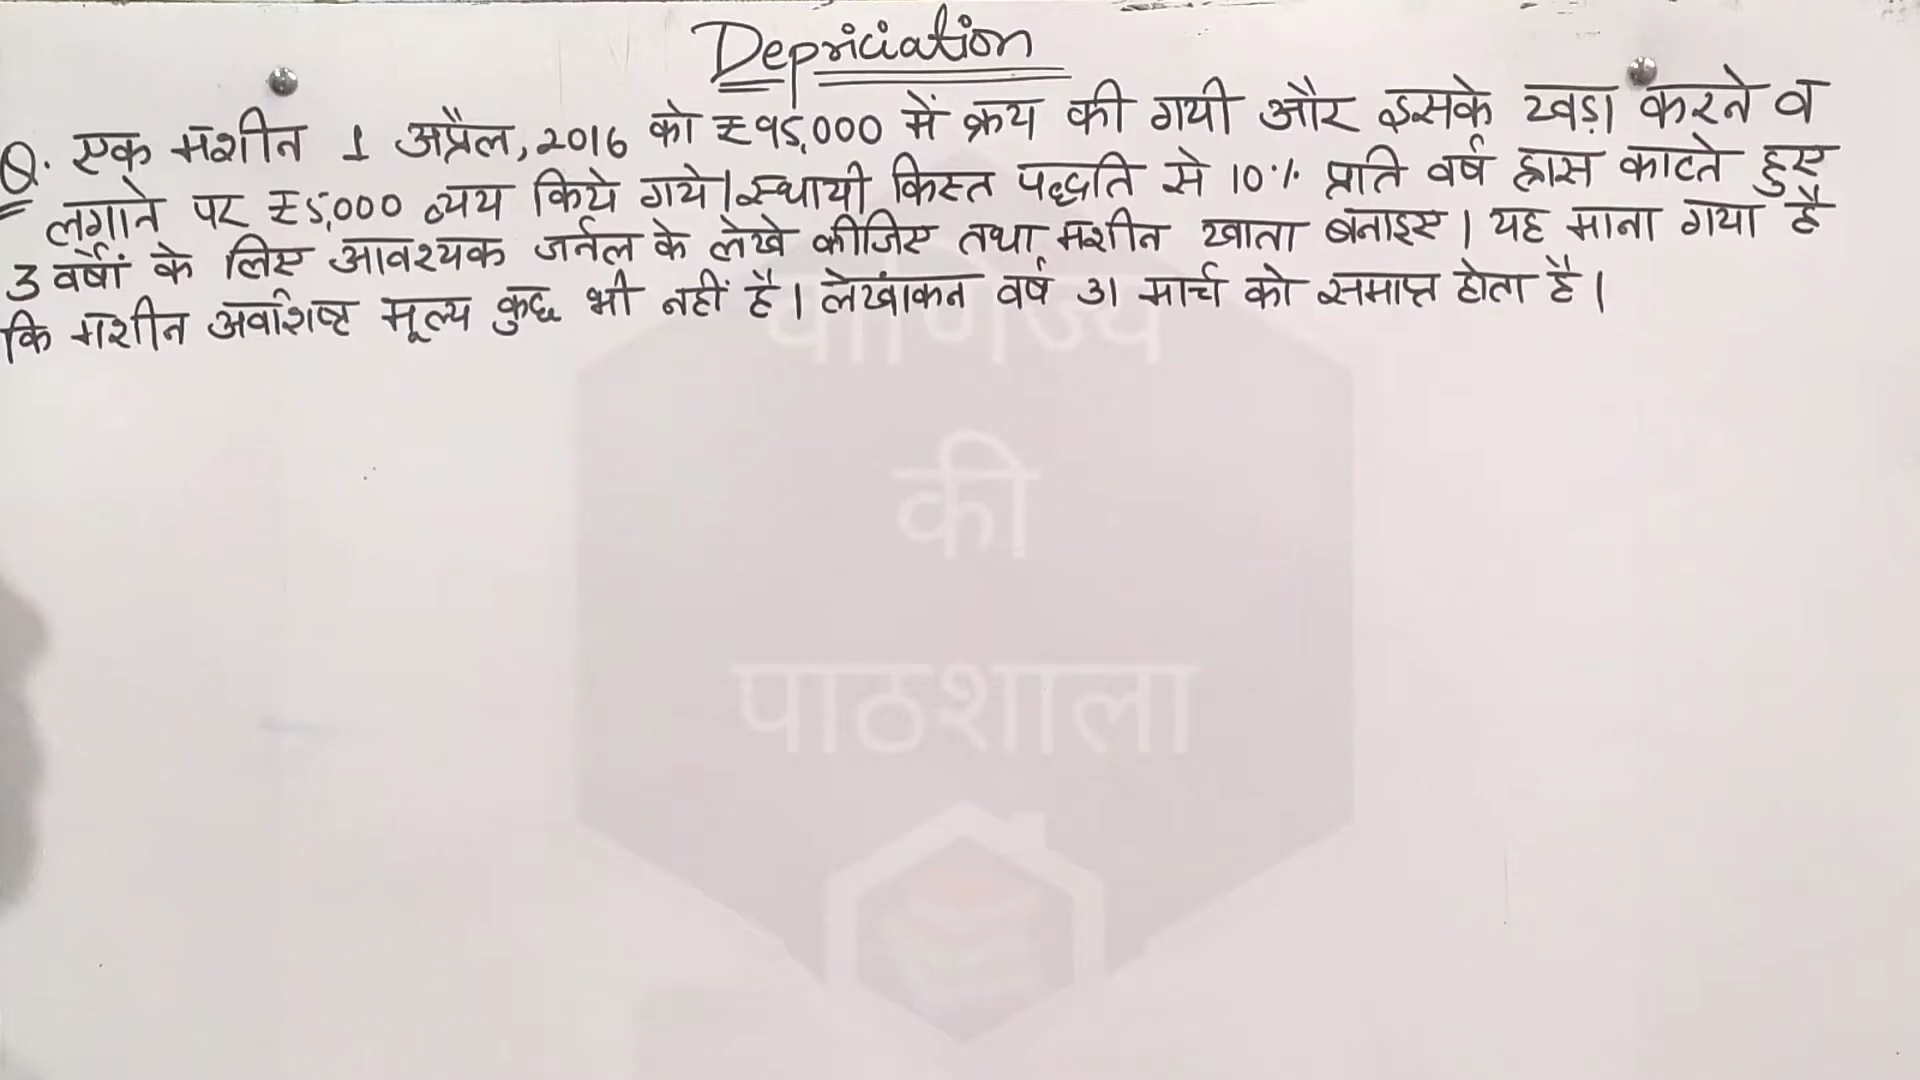 Depriciation
Q. एक मशीन 1 अप्रैल, 2016 को ₹95,000 में क्रय की गयी और इसके खड़ा करने व
लगाने पर ₹5,000 व्यय किये गये। स्थायी किस्त पद्धति से 10% प्रति वर्ष ह्रास काटते हुए
3 वर्षों के लिए आवश्यक जर्नल के लेखे कीजिए तथा मशीन खाता बनाइए। यह माना गया है
कि मशीन अवशिष्ट मूल्य कुछ भी नहीं है। लेखांकन वर्ष 31 मार्च को समाप्त होता है।
वाणिज्य
की
पाठशाला